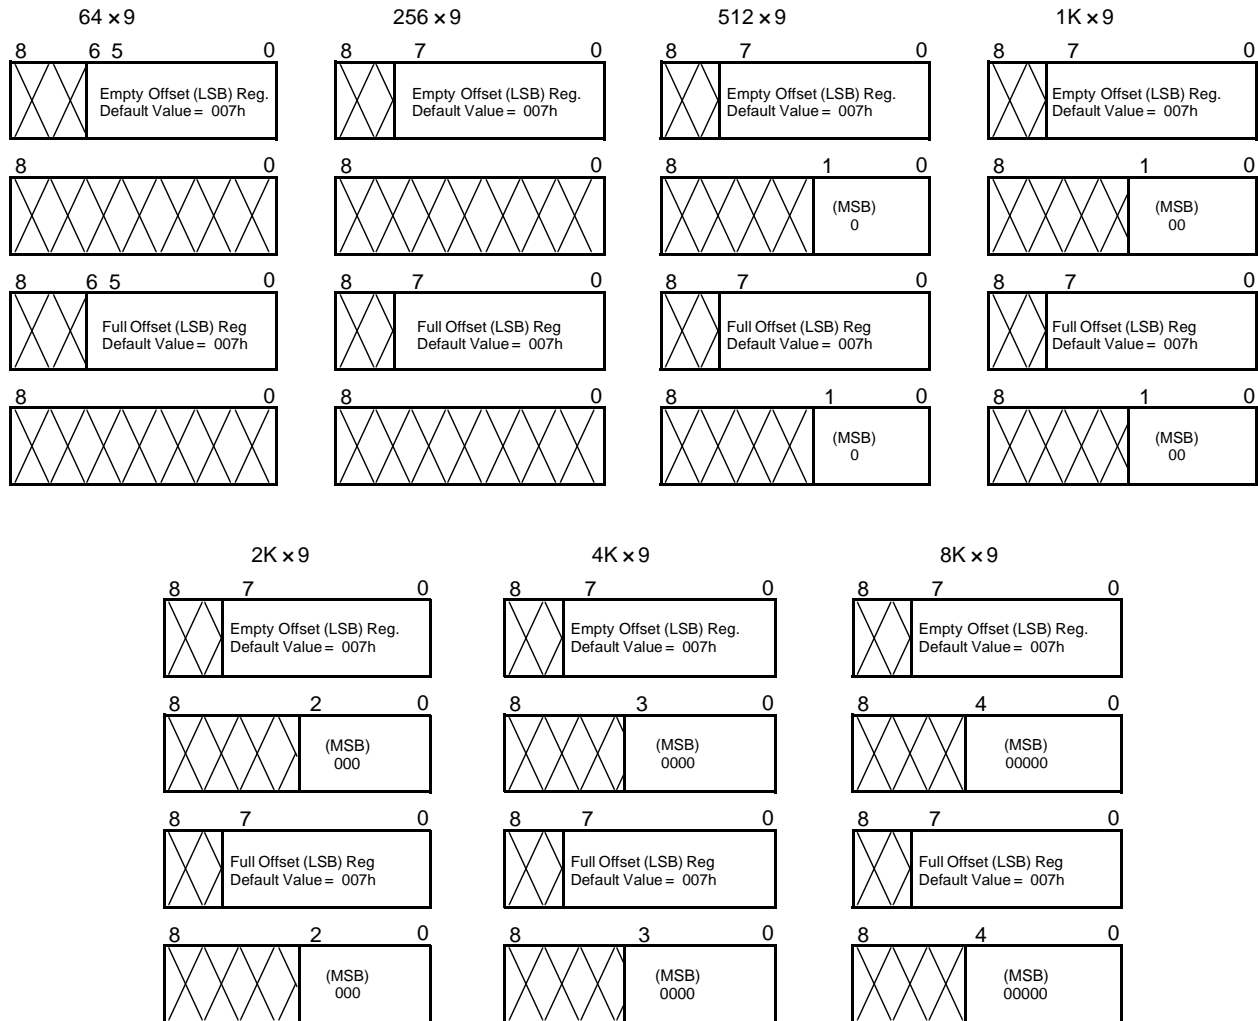 64 × 9 256 × 9 512 × 9 1K × 9
8 6 5 0 8 7 0 8 7 0 8 7 0
Empty Offset (LSB) Reg. Empty Offset (LSB) Reg. Empty Offset (LSB) Reg. Empty Offset (LSB) Reg.
Default Value = 007h Default Value = 007h Default Value = 007h Default Value = 007h
8 0 8 0 8 1 0 8 1 0
(MSB) (MSB)
0 00
8 6 5 0 8 7 0 8 7 0 8 7 0
Full Offset (LSB) Reg Full Offset (LSB) Reg Full Offset (LSB) Reg Full Offset (LSB) Reg
Default Value = 007h Default Value = 007h Default Value = 007h Default Value = 007h
8 0 8 0 8 1 0 8 1 0
(MSB) (MSB)
0 00
2K × 9 4K × 9 8K × 9
8 7 0 8 7 0 8 7 0
Empty Offset (LSB) Reg. Empty Offset (LSB) Reg. Empty Offset (LSB) Reg.
Default Value = 007h Default Value = 007h Default Value = 007h
8 2 0 8 3 0 8 4 0
(MSB) (MSB) (MSB)
000 0000 00000
8 7 0 8 7 0 8 7 0
Full Offset (LSB) Reg Full Offset (LSB) Reg Full Offset (LSB) Reg
Default Value = 007h Default Value = 007h Default Value = 007h
8 2 0 8 3 0 8 4 0
(MSB) (MSB) (MSB)
000 0000 00000